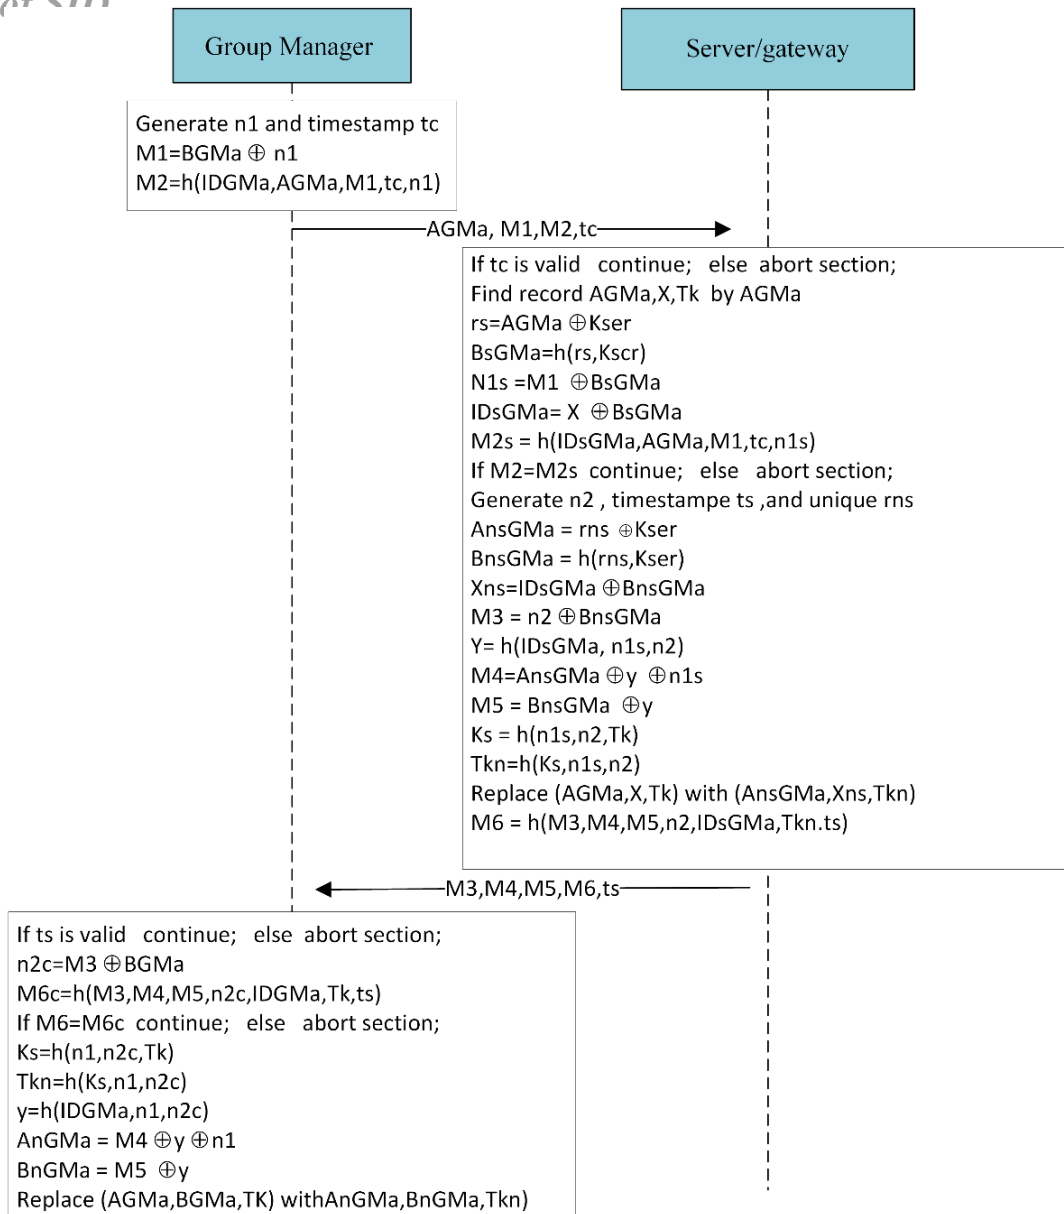 Group Manager
Server/gateway
Generate n1 and timestamp tc
M1=BGMa ⊕ n1
M2=h(IDGMa,AGMa,M1,tc,n1)
AGMa, M1,M2,tc
If tc is valid continue; else abort section;
Find record AGMa,X,Tk by AGMa
rs=AGMa ⊕Kser
BsGMa=h(rs,Kscr)
N1s =M1 ⊕BsGMa
IDsGMa= X ⊕BsGMa
M2s = h(IDsGMa,AGMa,M1,tc,n1s)
If M2=M2s continue; else abort section;
Generate n2 , timestampe ts ,and unique rns
AnsGMa = rns ⊕Kser
BnsGMa = h(rns,Kser)
Xns=IDsGMa ⊕BnsGMa
M3 = n2 ⊕BnsGMa
Y= h(IDsGMa, n1s,n2)
M4=AnsGMa ⊕y ⊕n1s
M5 = BnsGMa ⊕y
Ks = h(n1s,n2,Tk)
Tkn=h(Ks,n1s,n2)
Replace (AGMa,X,Tk) with (AnsGMa,Xns,Tkn)
M6 = h(M3,M4,M5,n2,IDsGMa,Tkn.ts)
M3,M4,M5,M6,ts
If ts is valid continue; else abort section;
n2c=M3 ⊕BGMa
M6c=h(M3,M4,M5,n2c,IDGMa,Tk,ts)
If M6=M6c continue; else abort section;
Ks=h(n1,n2c,Tk)
Tkn=h(Ks,n1,n2c)
y=h(IDGMa,n1,n2c)
AnGMa = M4 ⊕y ⊕n1
BnGMa = M5 ⊕y
Replace (AGMa,BGMa,TK) withAnGMa,BnGMa,Tkn)